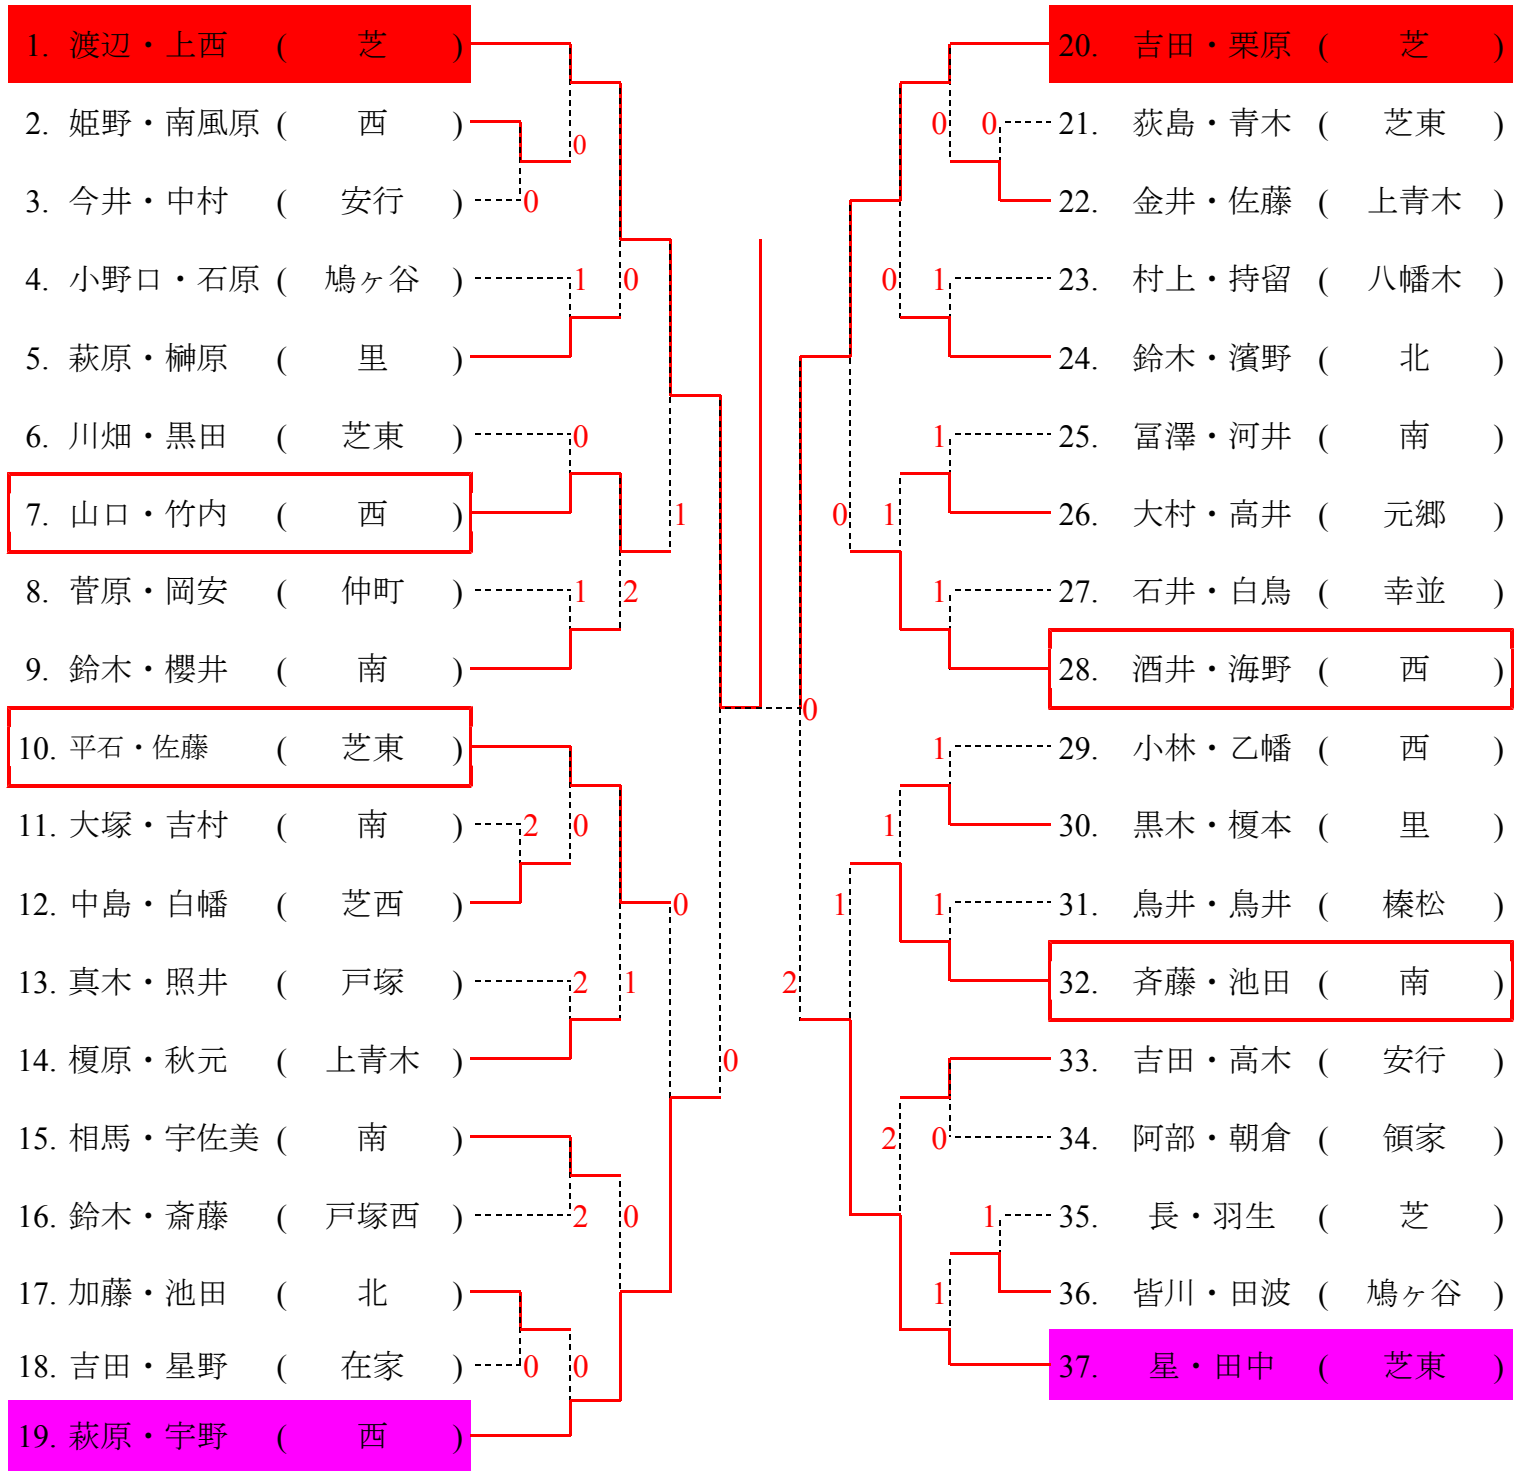 1. 渡辺・上西 ( 芝 )
2. 姫野・南風原 ( 西 )
0
3. 今井・中村 ( 安行 ) 0
4. 小野口・石原 ( 鳩ヶ谷 ) 1 0
5. 萩原・榊原 ( 里 )
6. 川畑・黒田 ( 芝東 ) 0
7. 山口・竹内 ( 西 ) 1
8. 菅原・岡安 ( 仲町 ) 1 2
9. 鈴木・櫻井 ( 南 )
10. 平石・佐藤 ( 芝東 )
11. 大塚・吉村 ( 南 ) 2 0
12. 中島・白幡 ( 芝西 ) 0
13. 真木・照井 ( 戸塚 ) 2 1
14. 榎原・秋元 ( 上青木 ) 0
15. 相馬・宇佐美 ( 南 )
16. 鈴木・斎藤 ( 戸塚西 ) 2 0
17. 加藤・池田 ( 北 )
18. 吉田・星野 ( 在家 ) 0 0
19. 萩原・宇野 ( 西 )
0
20. 吉田・栗原 ( 芝 )
0 0 21. 荻島・青木 ( 芝東 )
22. 金井・佐藤 ( 上青木 )
0 1 23. 村上・持留 ( 八幡木 )
24. 鈴木・濱野 ( 北 )
1 25. 冨澤・河井 ( 南 )
0 1 26. 大村・高井 ( 元郷 )
1 27. 石井・白鳥 ( 幸並 )
28. 酒井・海野 ( 西 )
1 29. 小林・乙幡 ( 西 )
1 30. 黒木・榎本 ( 里 )
1 1 31. 鳥井・鳥井 ( 榛松 )
2 32. 斉藤・池田 ( 南 )
33. 吉田・高木 ( 安行 )
2 0 34. 阿部・朝倉 ( 領家 )
1 35. 長・羽生 ( 芝 )
1 36. 皆川・田波 ( 鳩ヶ谷 )
37. 星・田中 ( 芝東 )